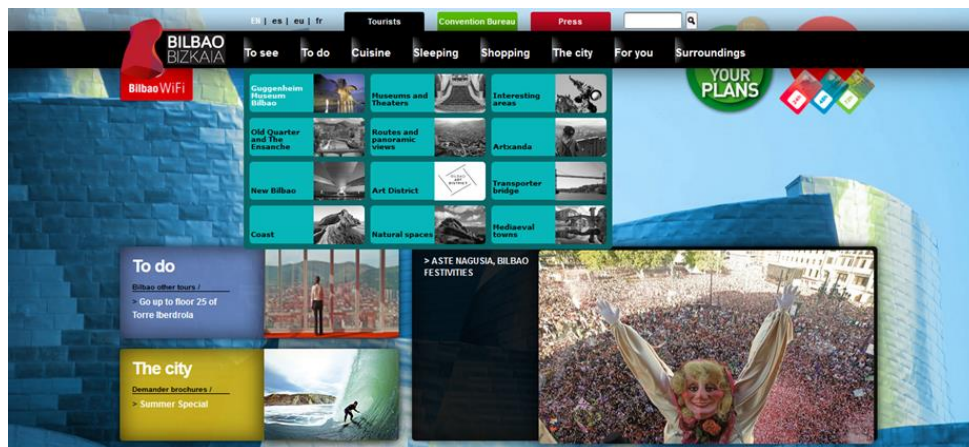 EN | es | eu | fr
Tourists
Convention Bureau
Press
BILBAO
BIZKAIA
Bilbao WiFi
To see
To do
Cuisine
Sleeping
Shopping
The city
For you
Surroundings
YOUR
PLANS
Guggenheim
Museum
Bilbao
Museums and
Theaters
Interesting
areas
Old Quarter
and The
Ensanche
Routes and
panoramic
views
Artxanda
New Bilbao
Art District
BILBAO
ART
DISTRICT
Transporter
bridge
Coast
Natural spaces
Mediaeval
towns
To do
Bilbao other tours /
> Go up to floor 25 of
Torre Iberdrola
> ASTE NAGUSIA, BILBAO
FESTIVITIES
The city
Demander brochures /
> Summer Special